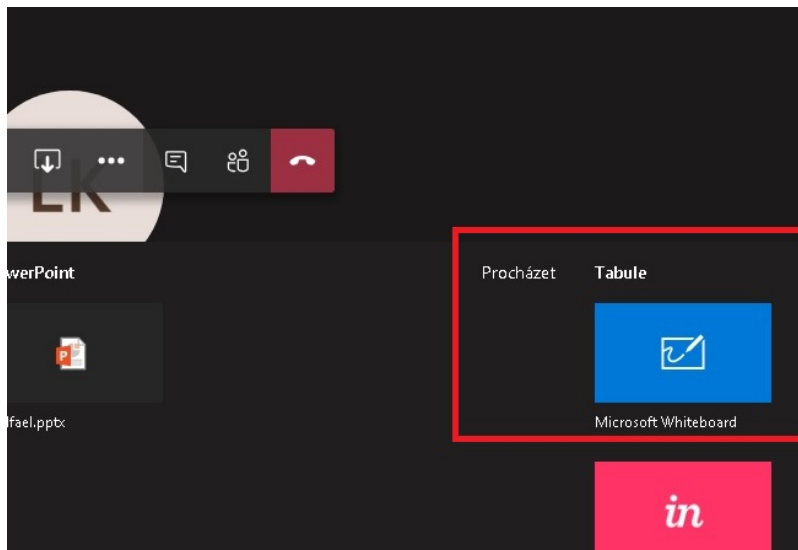 LK
werPoint
Procházet
Tabule
lfael.pptx
Microsoft Whiteboard
in